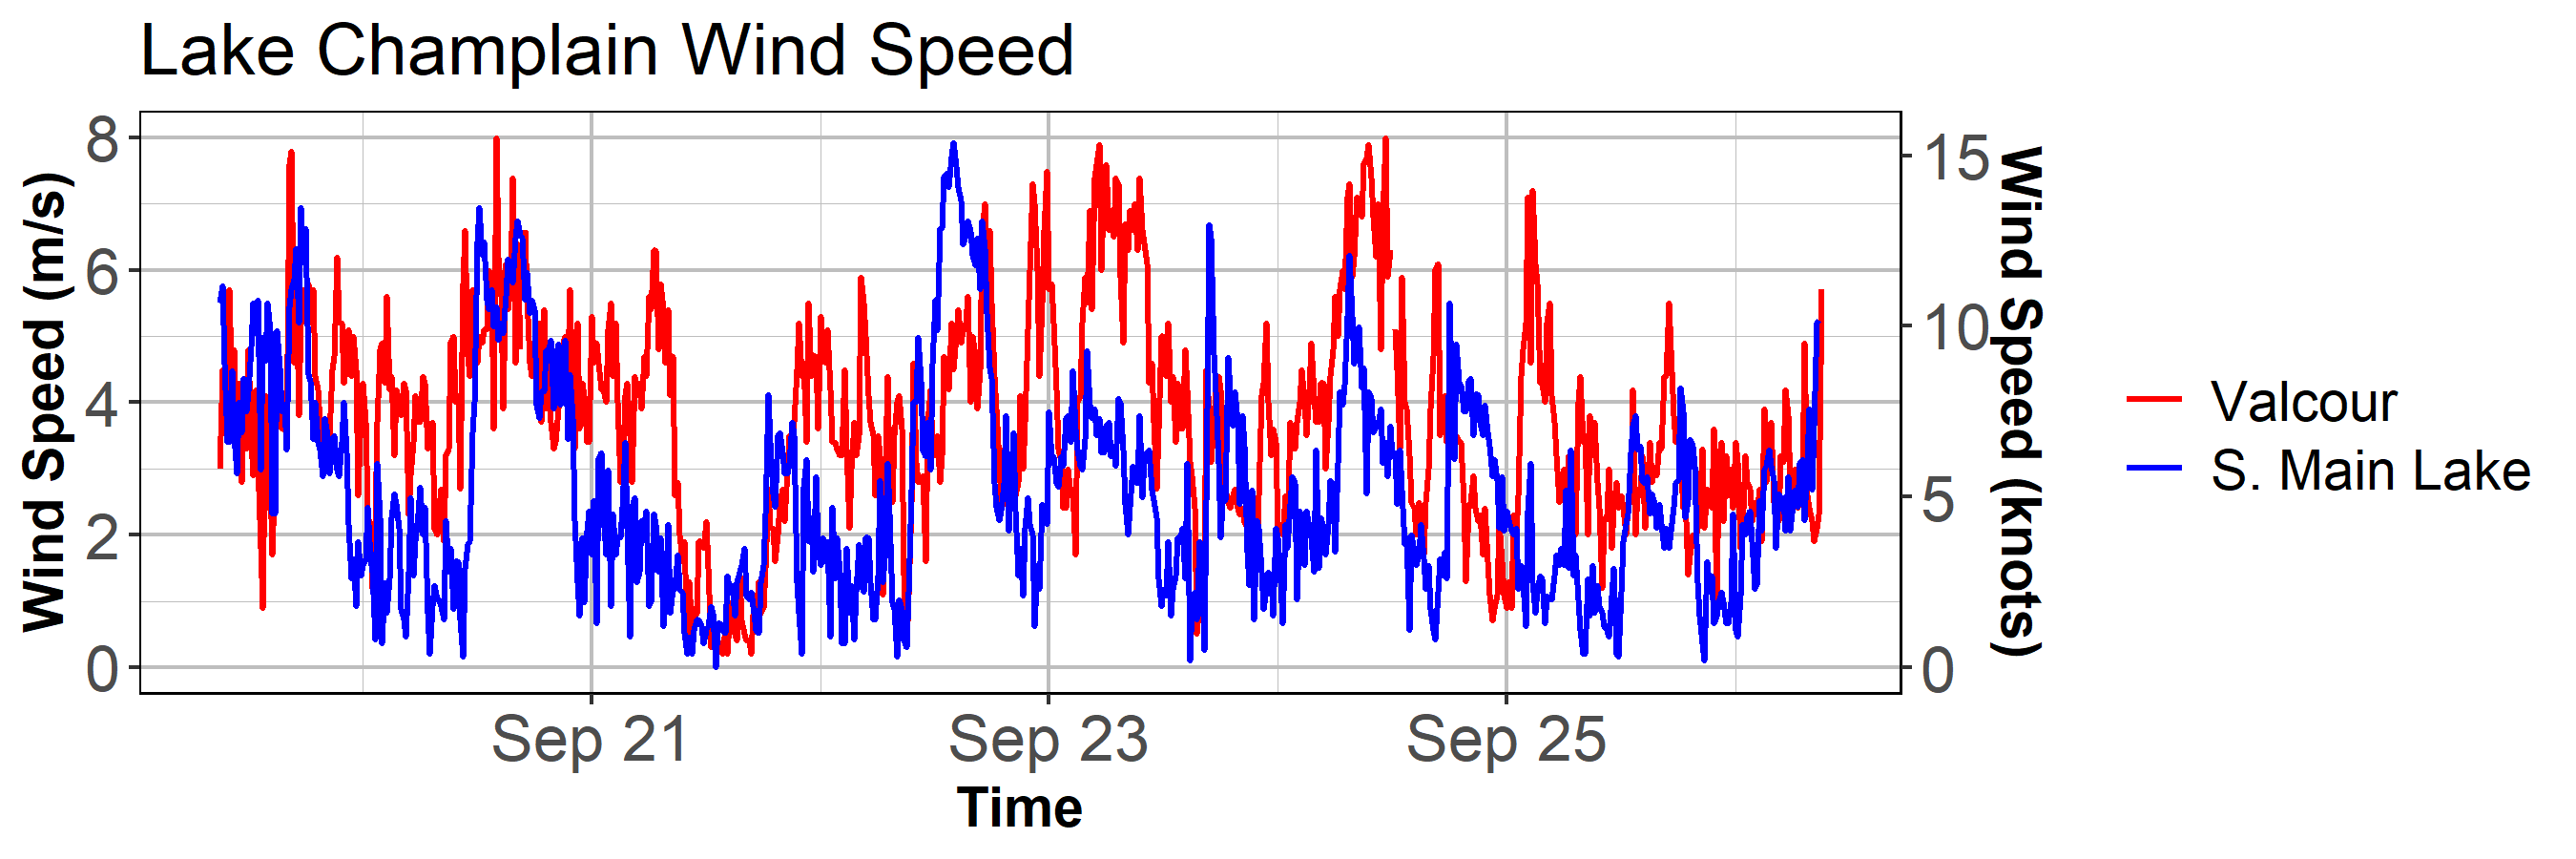 Lake Champlain Wind Speed
Wind Speed (m/s)
8
6
4
2
0
15
10
5
0
Wind Speed (knots)
Sep 21
Sep 23
Sep 25
Time
Valcour
S. Main Lake